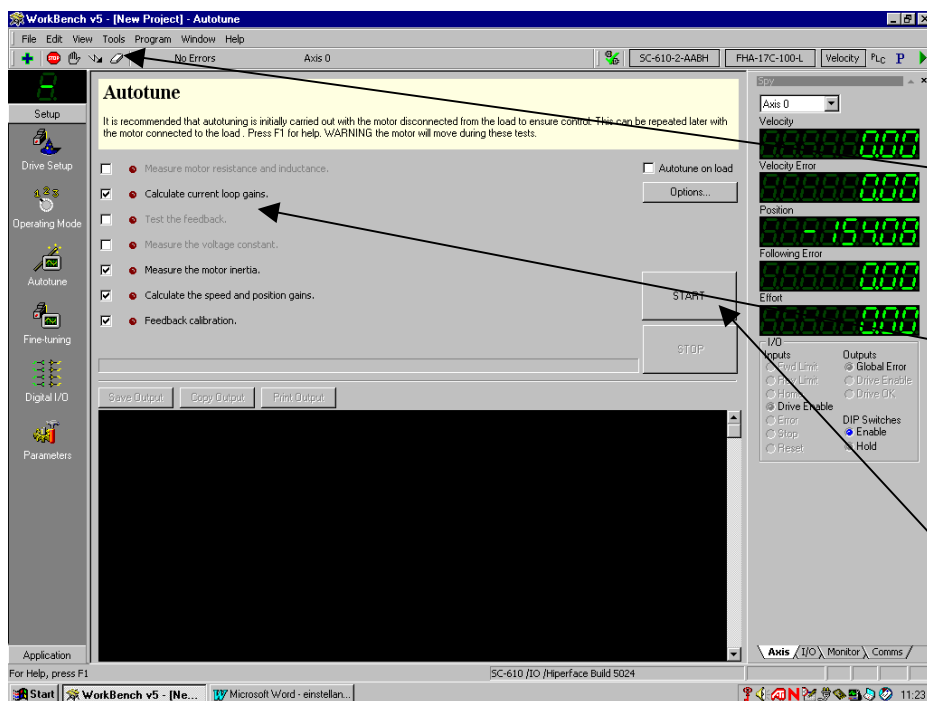 WorkBench v5 - [New Project] - Autotune
File Edit View Tools Program Window Help
No Errors Axis 0 SC-610-2-AABH FHA-17C-100-L Velocity PLC P
Setup
Drive Setup
Operating Mode
Autotune
Fine-tuning
Digital I/O
Parameters
Application
Autotune
It is recommended that autotuning is initially carried out with the motor disconnected from the load to ensure control. This can be repeated later with
the motor connected to the load . Press F1 for help. WARNING the motor will move during these tests.
Measure motor resistance and inductance.
Calculate current loop gains.
Test the feedback.
Measure the voltage constant.
Measure the motor inertia.
Calculate the speed and position gains.
Feedback calibration.
Autotune on load
Options...
START
STOP
Save Output Copy Output Print Output
Spy
Axis 0
Velocity
0.00
Velocity Error
0.00
Position
-154.08
Following Error
0.00
Effort
0.00
I/O
Inputs Outputs
Fwd Limit Global Error
Rev Limit Drive Enable
Home Drive OK
Drive Enable
Error DIP Switches
Stop Enable
Reset Hold
Axis I/O Monitor Comms
For Help, press F1 SC-610 /IO /Hiperface Build 5024
Start WorkBench v5 - [Ne... Microsoft Word - einstellan... 11:23